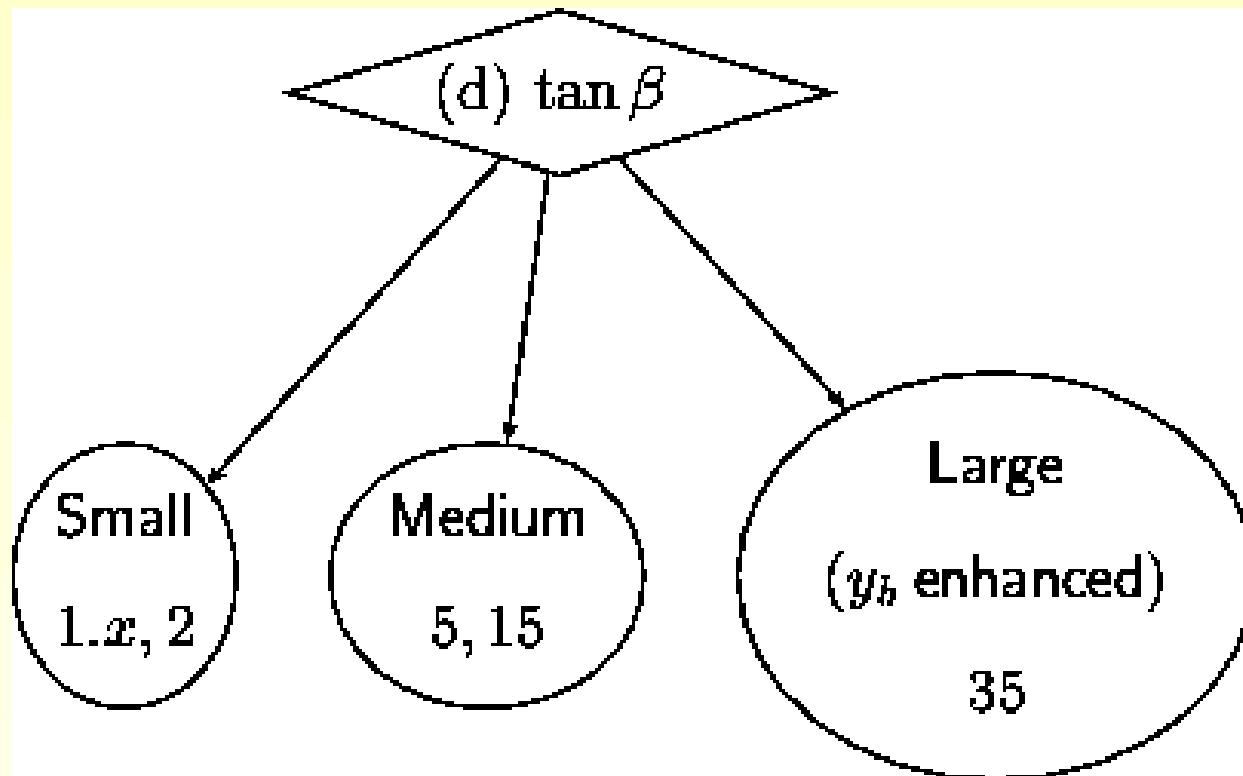 (d) tan β
Small
1.x, 2
Medium
5, 15
Large
(y_b enhanced)
35